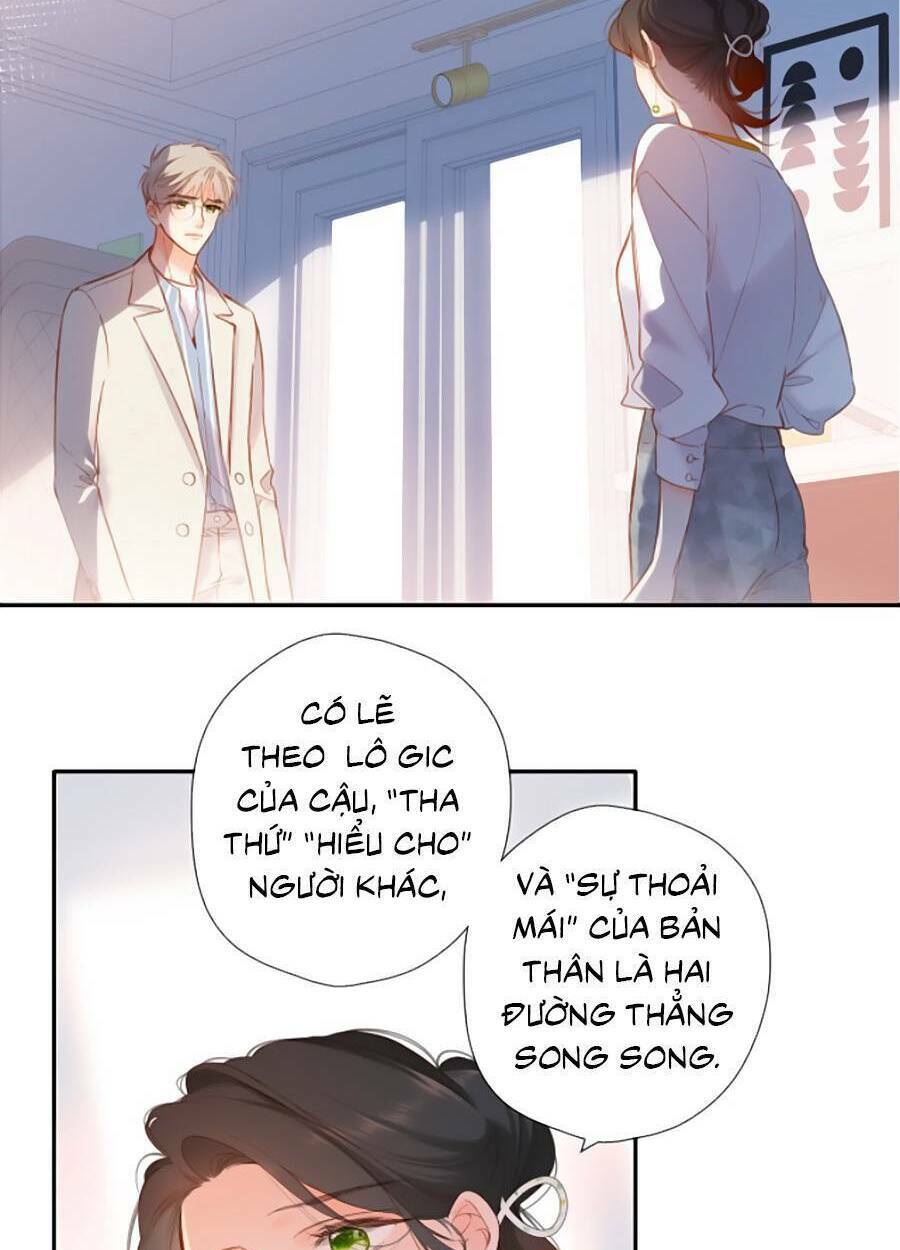 CÓ LẼ
THEO LÔ GIC
CỦA CẬU, "THA
THỨ" "HIỂU CHO"
NGƯỜI KHÁC,
VÀ "SỰ THOẢI
MÁI" CỦA BẢN
THÂN LÀ HAI
ĐƯỜNG THẲNG
SONG SONG.